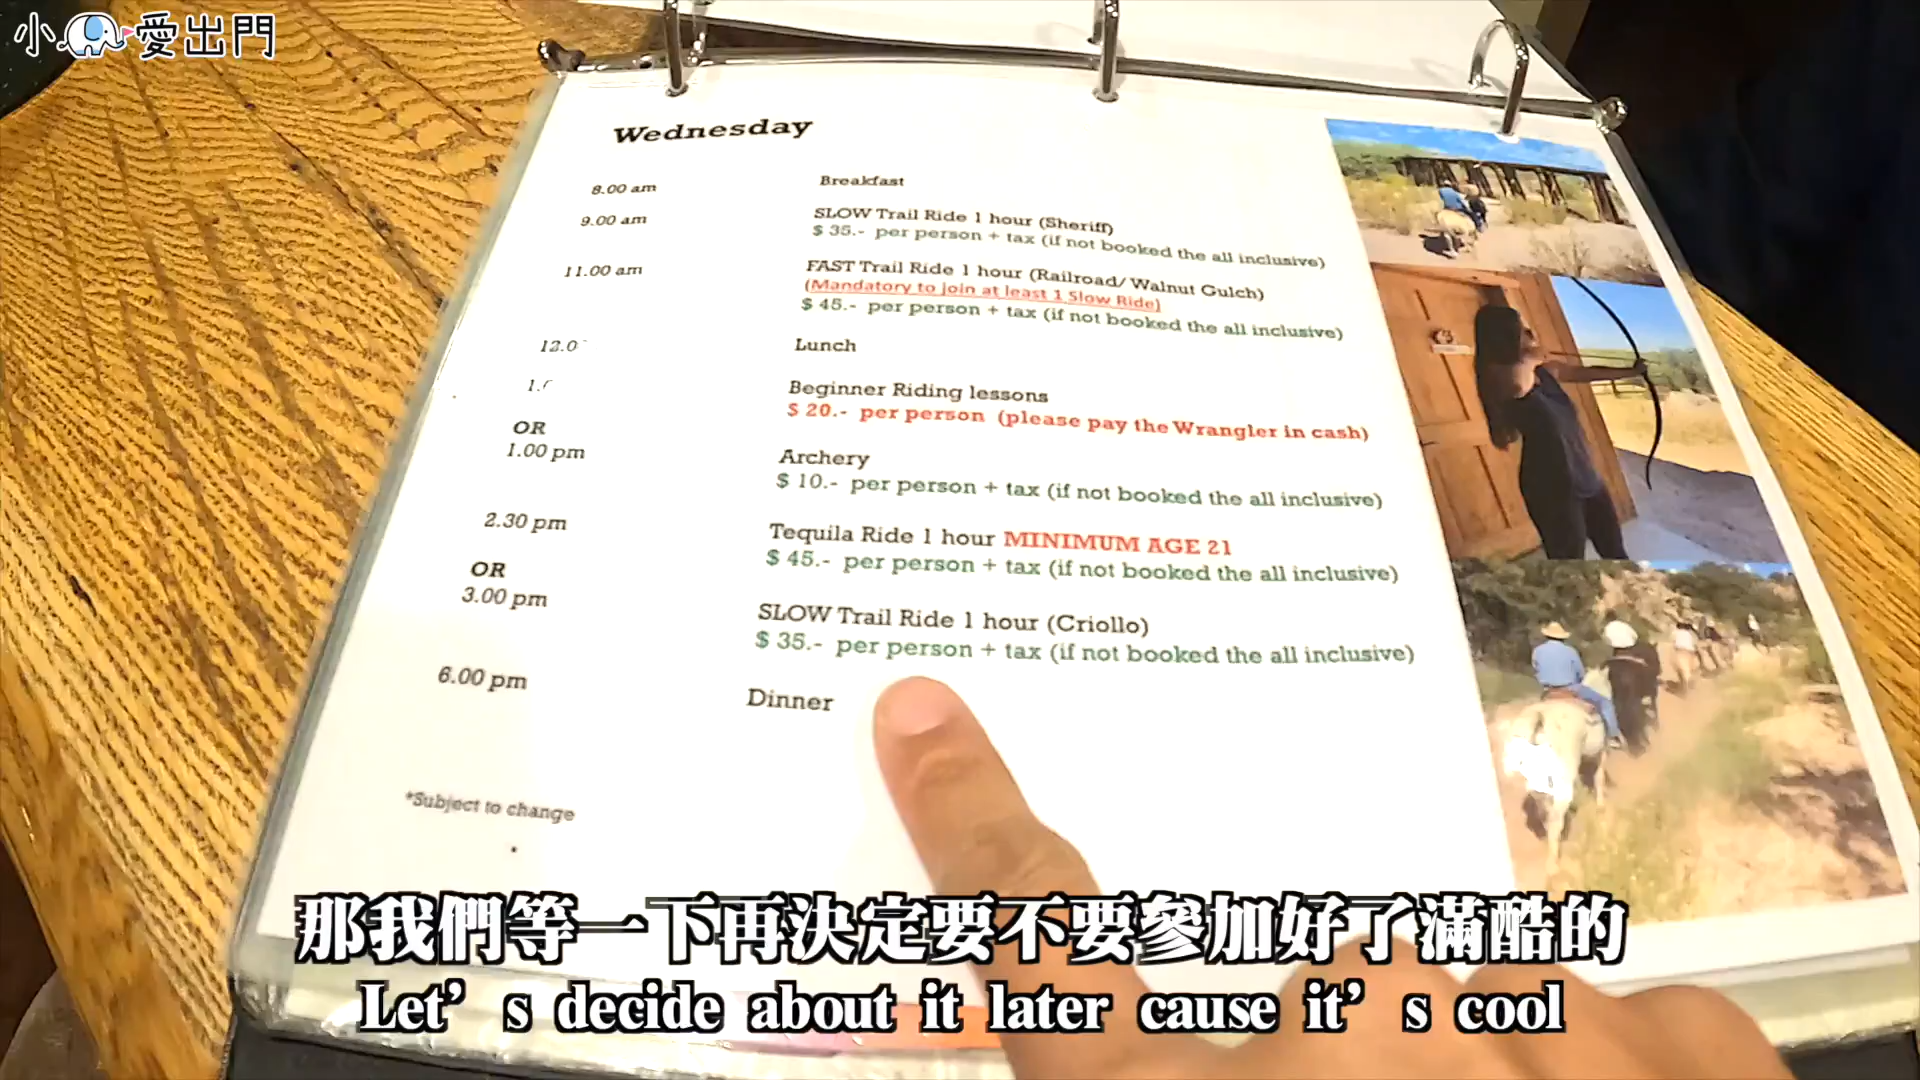 小愛出門
Wednesday
8.00 am Breakfast
9.00 am SLOW Trail Ride 1 hour (Sheriff)
$ 35.- per person + tax (if not booked the all inclusive)
11.00 am FAST Trail Ride 1 hour (Railroad/ Walnut Gulch)
(Mandatory to join at least 1 Slow Ride)
$ 45.- per person + tax (if not booked the all inclusive)
Lunch
Beginner Riding lessons
$ 20.- per person (please pay the Wrangler in cash)
OR
1.00 pm Archery
$ 10.- per person + tax (if not booked the all inclusive)
2.30 pm Tequila Ride 1 hour MINIMUM AGE 21
$ 45.- per person + tax (if not booked the all inclusive)
OR
3.00 pm SLOW Trail Ride 1 hour (Criollo)
$ 35.- per person + tax (if not booked the all inclusive)
6.00 pm Dinner
*Subject to change
那我們等一下再決定要不要參加好了滿酷的
Let's decide about it later cause it's cool